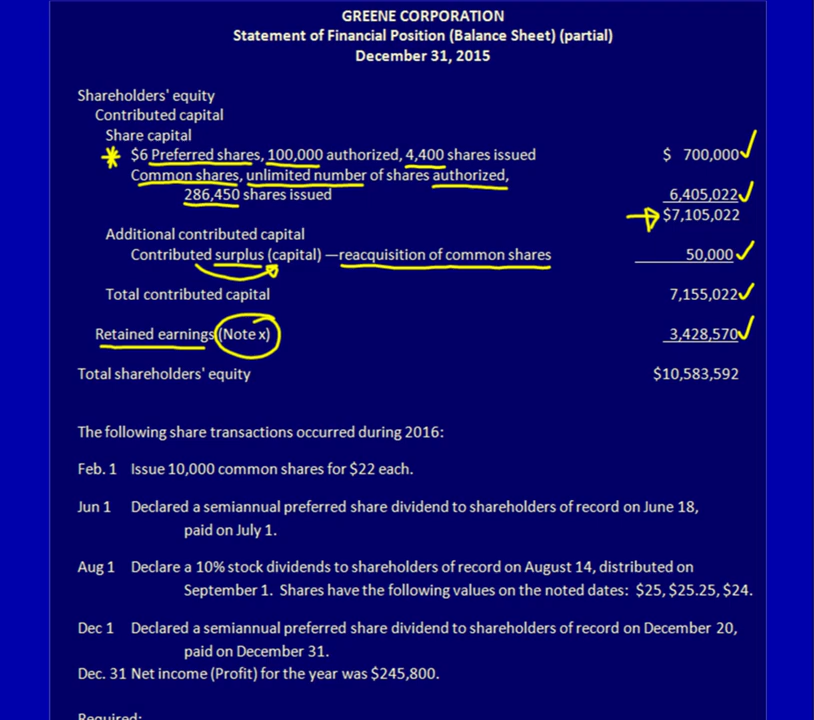 GREENE CORPORATION
Statement of Financial Position (Balance Sheet) (partial)
December 31, 2015
Shareholders' equity
Contributed capital
Share capital
$6 Preferred shares, 100,000 authorized, 4,400 shares issued $ 700,000
Common shares, unlimited number of shares authorized,
286,450 shares issued 6,405,022
$7,105,022
Additional contributed capital
Contributed surplus (capital) —reacquisition of common shares 50,000
Total contributed capital 7,155,022
Retained earnings (Note x) 3,428,570
Total shareholders' equity $10,583,592
The following share transactions occurred during 2016:
Feb. 1 Issue 10,000 common shares for $22 each.
Jun 1 Declared a semiannual preferred share dividend to shareholders of record on June 18,
paid on July 1.
Aug 1 Declare a 10% stock dividends to shareholders of record on August 14, distributed on
September 1. Shares have the following values on the noted dates: $25, $25.25, $24.
Dec 1 Declared a semiannual preferred share dividend to shareholders of record on December 20,
paid on December 31.
Dec. 31 Net income (Profit) for the year was $245,800.
Required: